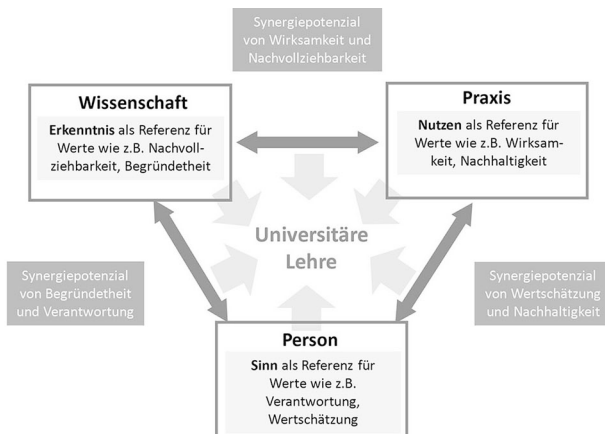 Synergiepotenzial
von Wirksamkeit und
Nachvollziehbarkeit
Wissenschaft
Erkenntnis als Referenz für
Werte wie z.B. Nachvoll-
ziehbarkeit, Begründetheit
Praxis
Nutzen als Referenz für
Werte wie z.B. Wirksam-
keit, Nachhaltigkeit
Universitäre
Lehre
Synergiepotenzial
von Begründetheit
und Verantwortung
Synergiepotenzial
von Wertschätzung
und Nachhaltigkeit
Person
Sinn als Referenz für
Werte wie z.B.
Verantwortung,
Wertschätzung